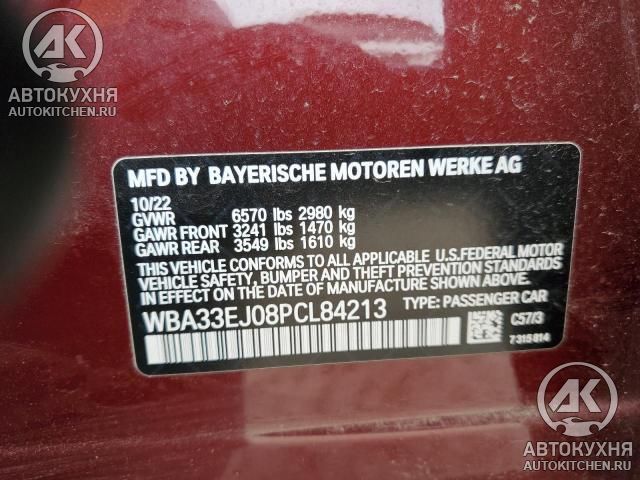 AK
АВТОКУХНЯ
AUTOKITCHEN.RU
MFD BY BAYERISCHE MOTOREN WERKE AG
10/22
GVWR 6570 lbs 2980 kg
GAWR FRONT 3241 lbs 1470 kg
GAWR REAR 3549 lbs 1610 kg
THIS VEHICLE CONFORMS TO ALL APPLICABLE U.S.FEDERAL MOTOR
VEHICLE SAFETY, BUMPER AND THEFT PREVENTION STANDARDS
IN EFFECT ON THE DATE OF MANUFACTURE SHOWN ABOVE.
WBA33EJ08PCL84213 TYPE: PASSENGER CAR
C57/3
7315814
AK
АВТОКУХНЯ
AUTOKITCHEN.RU